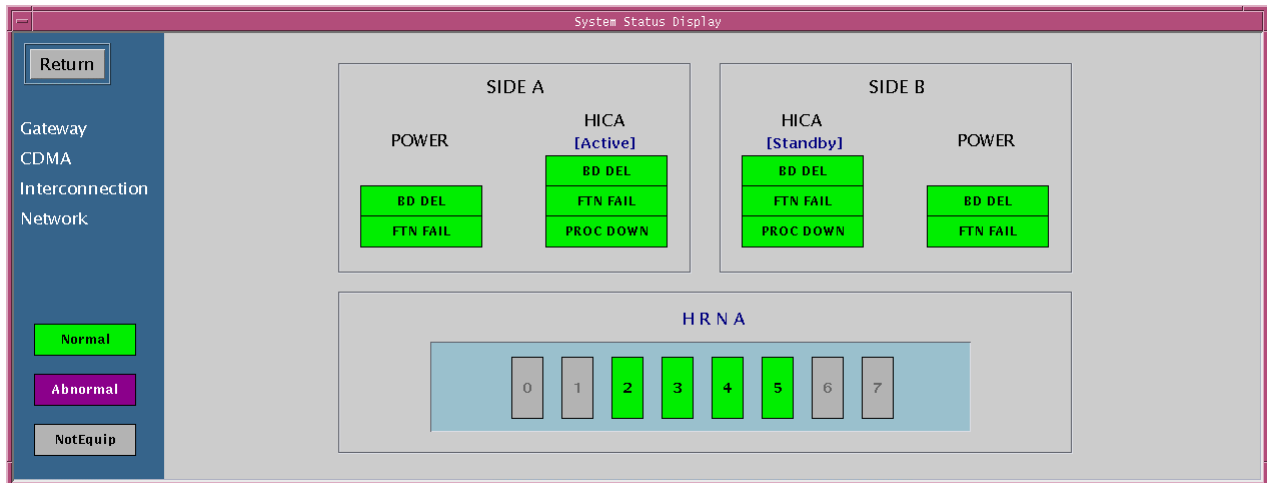 System Status Display
Return
Gateway
CDMA
Interconnection
Network
Normal
Abnormal
NotEquip
SIDE A
POWER
BD DEL
FTN FAIL
HICA
[Active]
BD DEL
FTN FAIL
PROC DOWN
SIDE B
HICA
[Standby]
BD DEL
FTN FAIL
PROC DOWN
POWER
BD DEL
FTN FAIL
H R N A
0 1 2 3 4 5 6 7